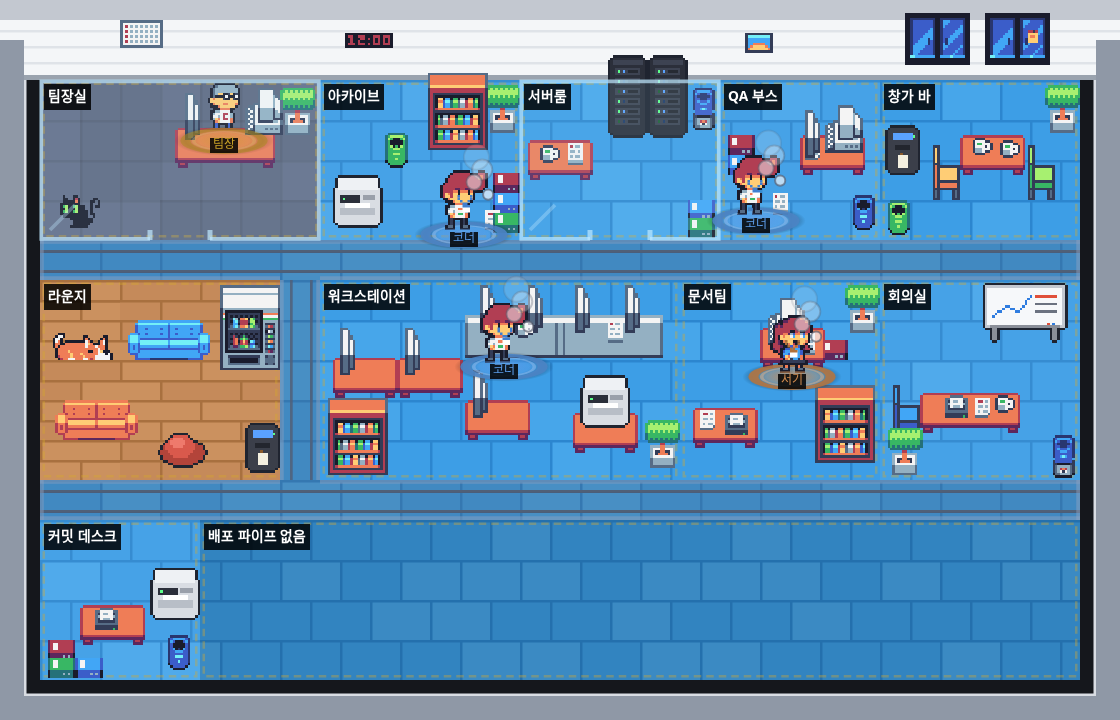 12:00
팀장실
아카이브
서버룸
QA 부스
창가 바
팀장
코더
코더
라운지
워크스테이션
문서팀
회의실
코더
서기
커밋 데스크
배포 파이프 없음